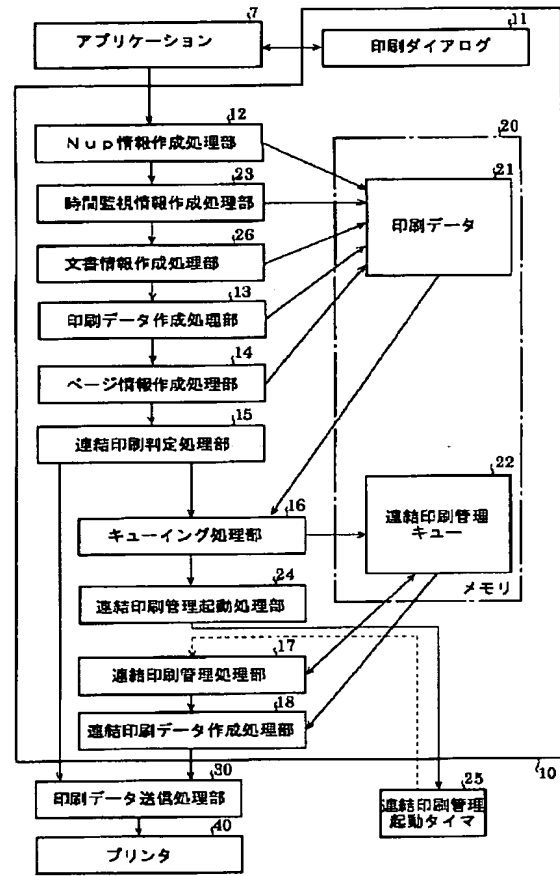 7
アプリケーション
11
印刷ダイアログ
12
Nup情報作成処理部
20
23
時間監視情報作成処理部
21
印刷データ
26
文書情報作成処理部
13
印刷データ作成処理部
14
ページ情報作成処理部
15
連結印刷判定処理部
22
連結印刷管理
キュー
16
キューイング処理部
メモリ
24
連結印刷管理起動処理部
17
連結印刷管理処理部
18
連結印刷データ作成処理部
10
30
印刷データ送信処理部
25
連結印刷管理
起動タイマ
40
プリンタ